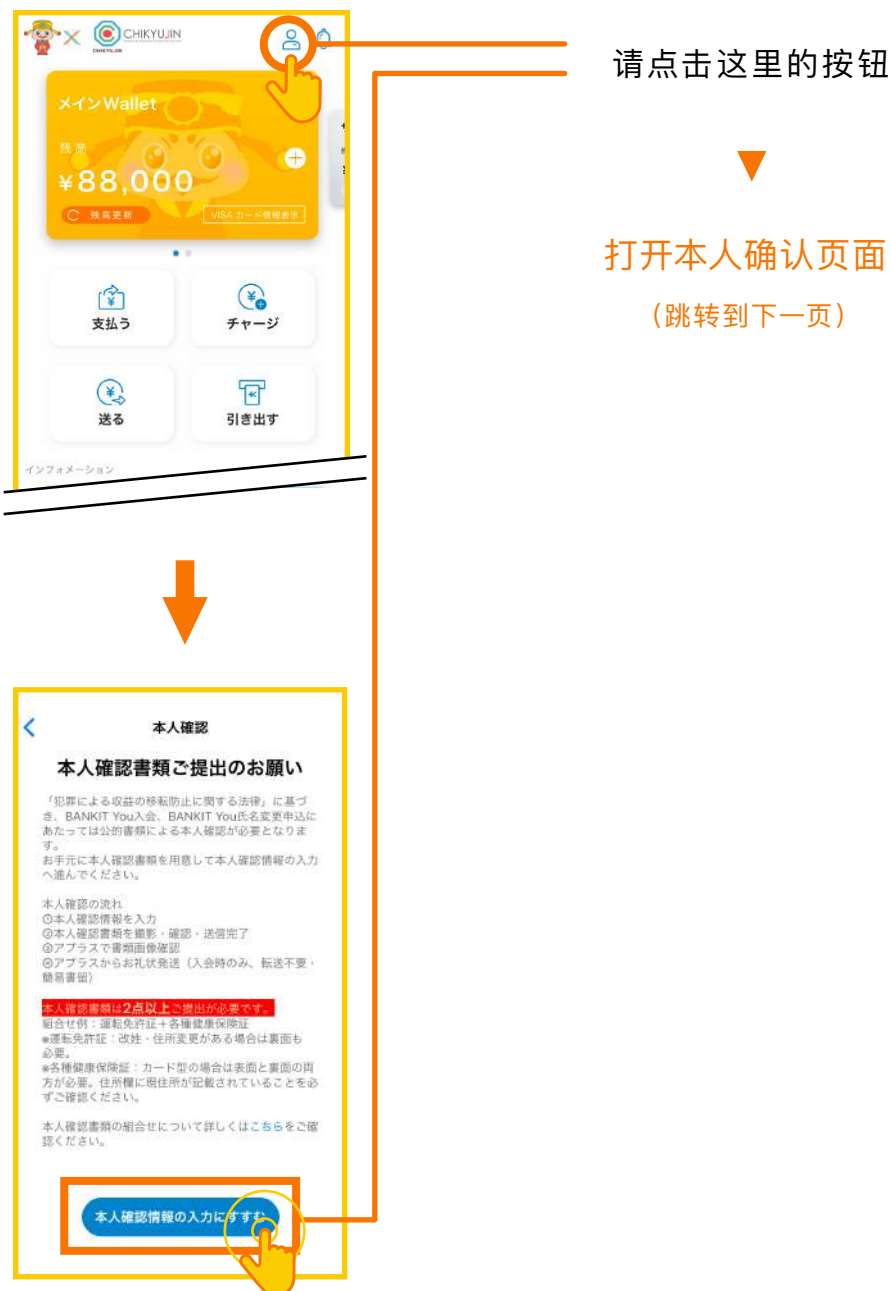 CHIKYUJIN
CHIKYUJIN
メインWallet
残高
¥88,000
残高更新
VISA カード情報表示
支払う
チャージ
送る
引き出す
インフォメーション
请点击这里的按钮
打开本人确认页面
（跳转到下一页）
本人確認
本人確認書類ご提出のお願い
「犯罪による収益の移転防止に関する法律」に基づ
き、BANKIT You入会、BANKIT You氏名変更申込に
あたっては公的書類による本人確認が必要となりま
す。
お手元に本人確認書類を用意して本人確認情報の入力
へ進んでください。
本人確認の流れ
①本人確認情報を入力
②本人確認書類を撮影・確認・送信完了
③アプラスで書類画像確認
④アプラスからお礼状発送（入会時のみ、転送不要・
簡易書留）
本人確認書類は2点以上ご提出が必要です。
組合せ例：運転免許証＋各種健康保険証
※運転免許証：改姓・住所変更がある場合は裏面も
必要。
※各種健康保険証：カード型の場合は表面と裏面の両
方が必要。住所欄に現住所が記載されていることを必
ずご確認ください。
本人確認書類の組合せについて詳しくはこちらをご確
認ください。
本人確認情報の入力にすすむ